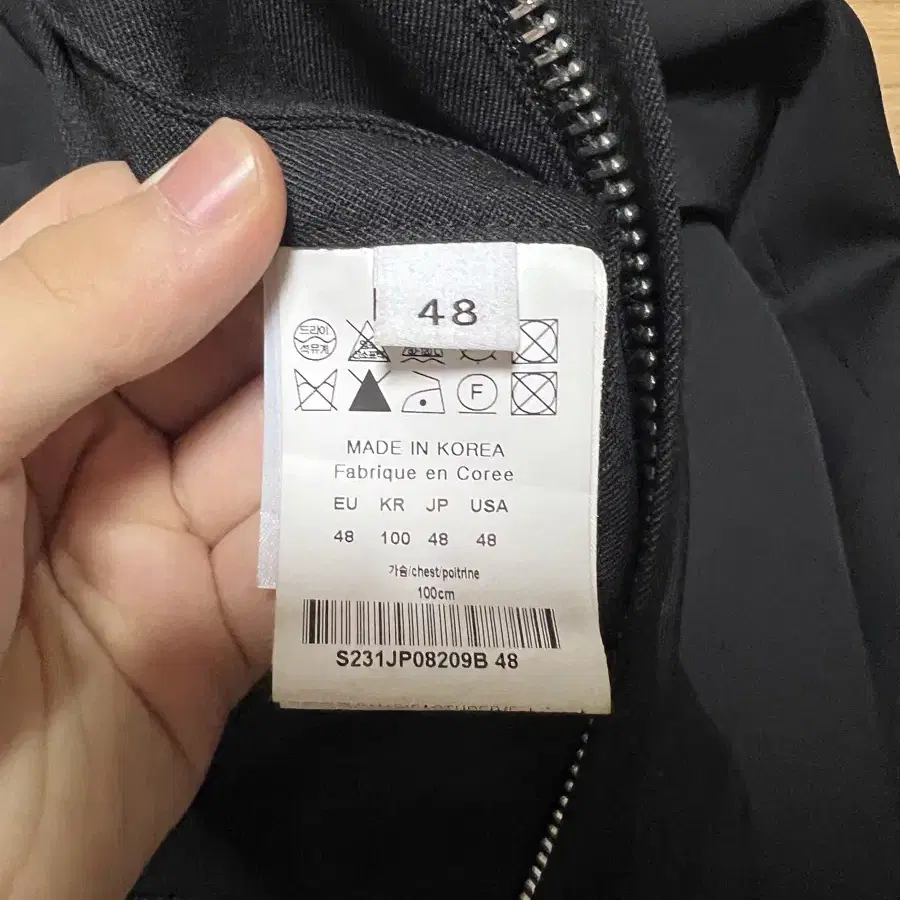 48
드라이
석유계
F
MADE IN KOREA
Fabrique en Coree
EU KR JP USA
48 100 48 48
가슴/chest/poitrine
100cm
S231JP08209B 48